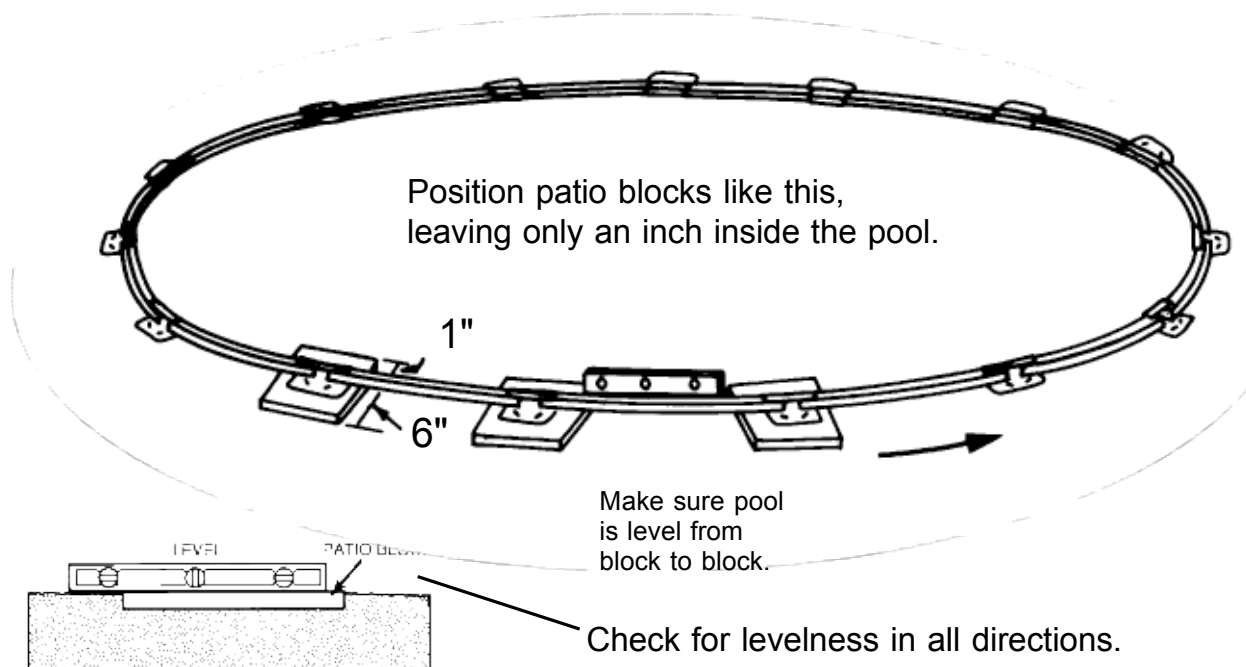 Position patio blocks like this,
leaving only an inch inside the pool.
1"
6"
Make sure pool
is level from
block to block.
LEVEL
PATIO
Check for levelness in all directions.